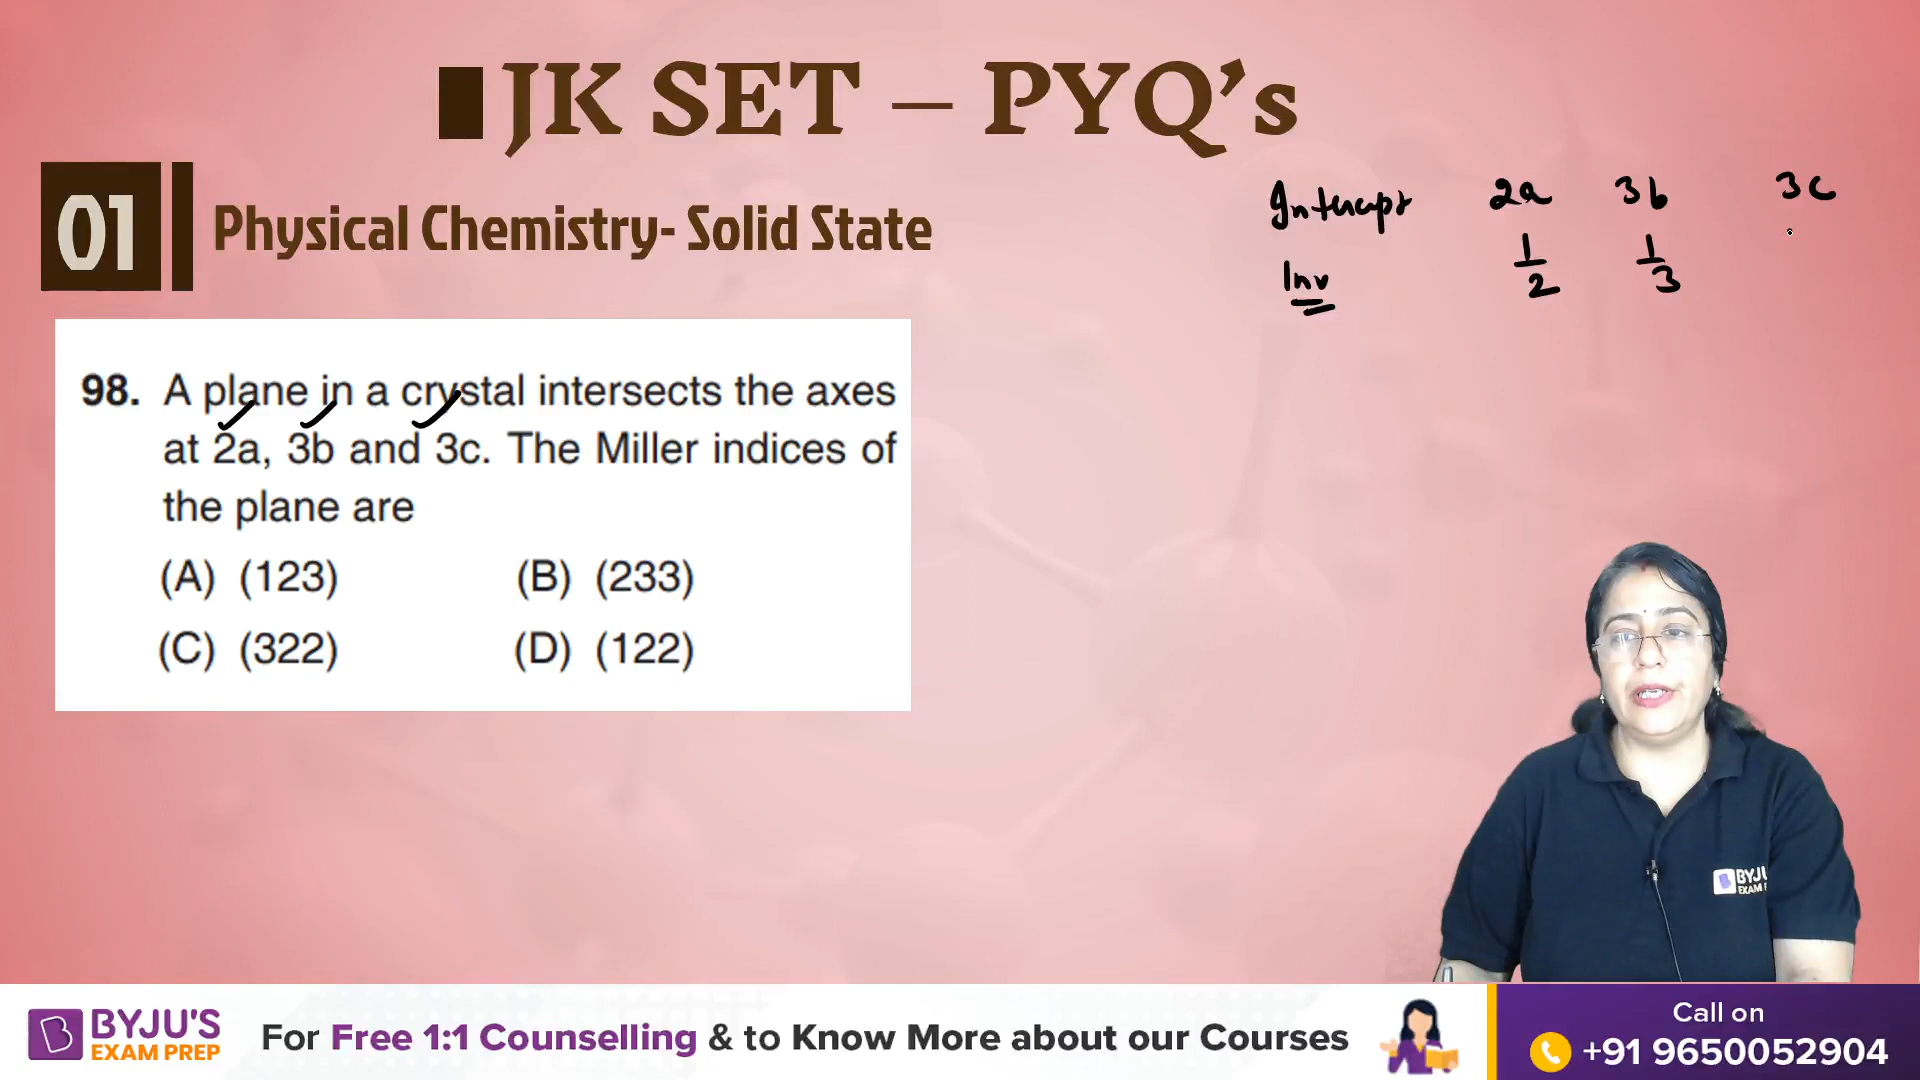 JK SET – PYQ's
01
Physical Chemistry- Solid State
Intercept 2a 3b 3c
Inv 1/2 1/3
98. A plane in a crystal intersects the axes
at 2a, 3b and 3c. The Miller indices of
the plane are
(A) (123) (B) (233)
(C) (322) (D) (122)
BYJU
EXAM
BYJU'S
EXAM PREP
For Free 1:1 Counselling & to Know More about our Courses
Call on
+91 9650052904